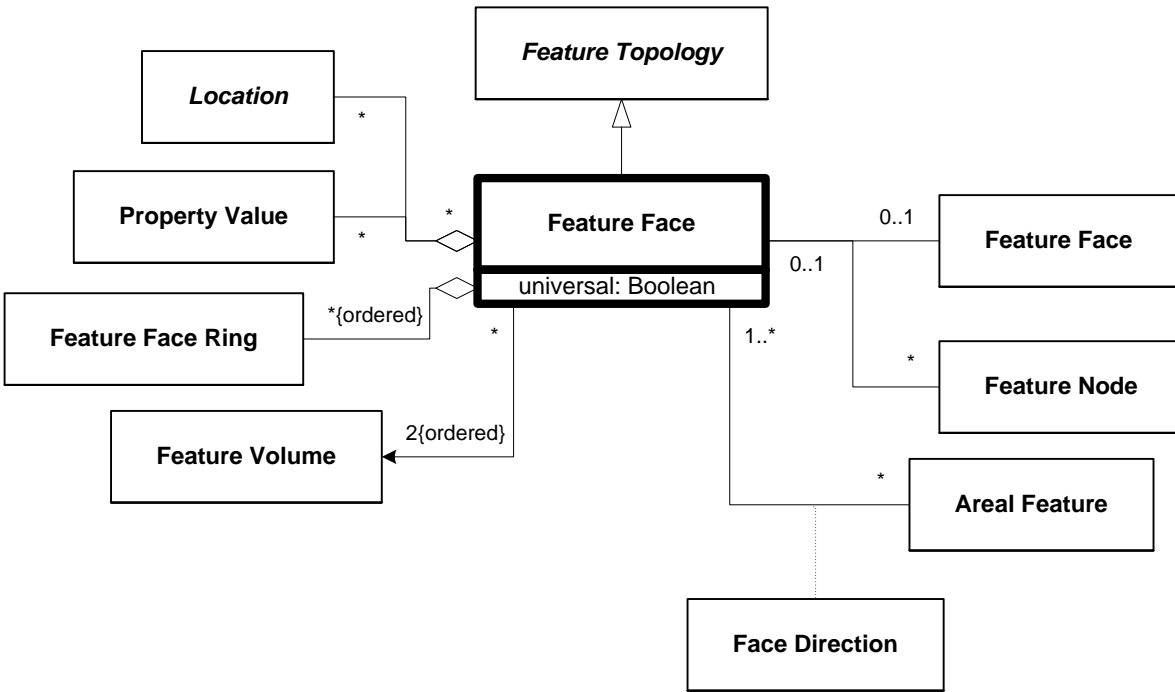 Feature Topology
Location
*
Property Value
*
*
Feature Face
universal: Boolean
0..1
0..1
Feature Face
*{ordered}
Feature Face Ring
*
1..*
*
Feature Node
2{ordered}
Feature Volume
*
Areal Feature
Face Direction